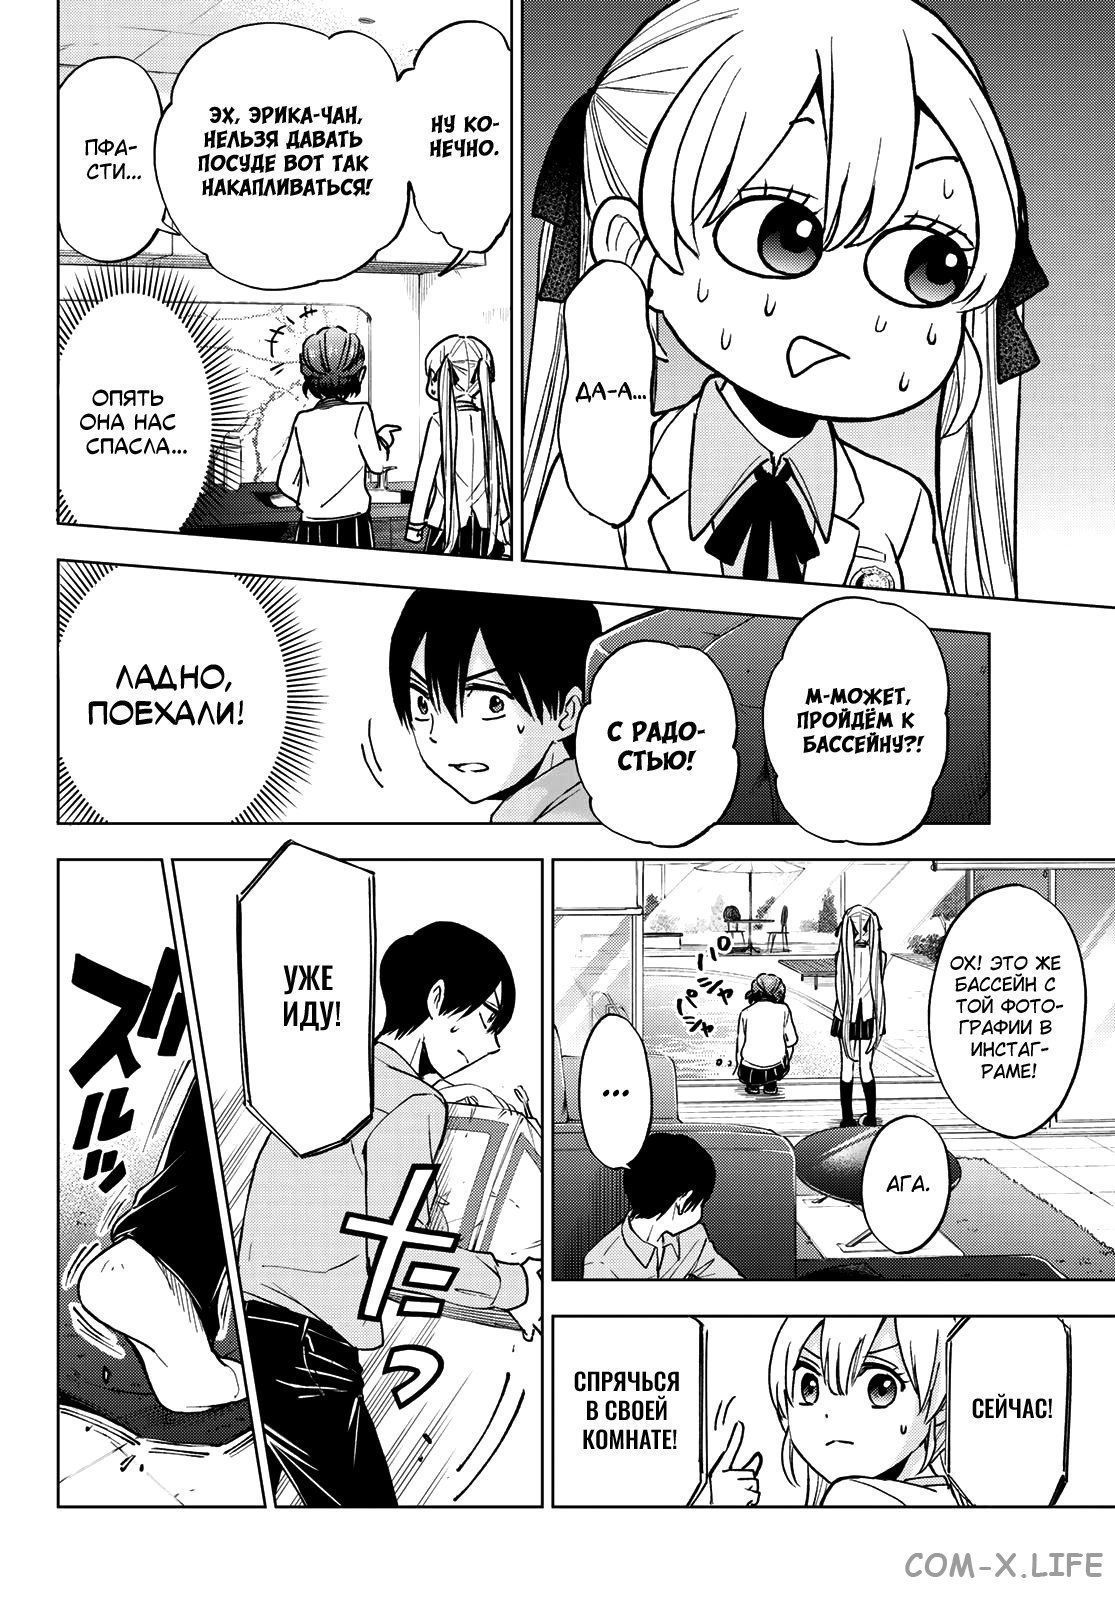 ДА-А...
НУ КО-
НЕЧНО.
ЭХ, ЭРИКА-ЧАН,
НЕЛЬЗЯ ДАВАТЬ
ПОСУДЕ ВОТ ТАК
НАКАПЛИВАТЬСЯ!
ПФА-
СТИ...
ОПЯТЬ
ОНА НАС
СПАСЛА...
М-МОЖЕТ,
ПРОЙДЁМ К
БАССЕЙНУ?!
С РАДО-
СТЬЮ!
ЛАДНО,
ПОЕХАЛИ!
ОХ! ЭТО ЖЕ
БАССЕЙН С
ТОЙ ФОТО-
ГРАФИИ В
ИНСТАГ-
РАМЕ!
АГА.
...
СЕЙЧАС!
СПРЯЧЬСЯ
В СВОЕЙ
КОМНАТЕ!
УЖЕ
ИДУ!
COM-X.LIFE